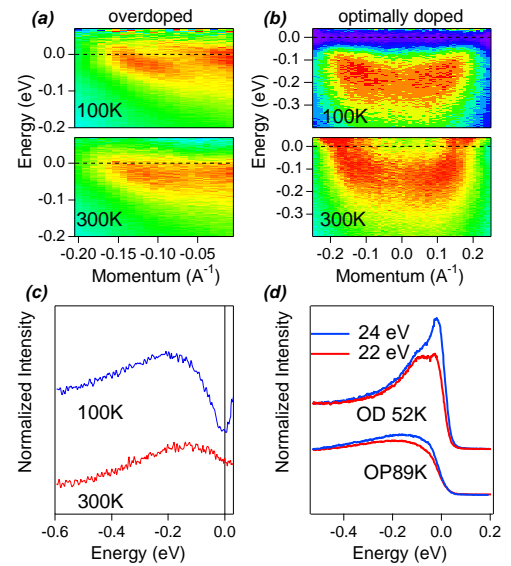 (a) overdoped
(b) optimally doped
Energy (eV)
0.0
-0.1
-0.2
100K
0.0
-0.1
-0.2
300K
-0.20 -0.15 -0.10 -0.05
Momentum (A⁻¹)
Energy (eV)
0.0
-0.1
-0.2
-0.3
100K
0.0
-0.1
-0.2
-0.3
300K
-0.2 -0.1 0.0 0.1 0.2
Momentum (A⁻¹)
(c)
Normalized Intensity
100K
300K
-0.6 -0.4 -0.2 0.0
Energy (eV)
(d)
Normalized Intensity
24 eV
22 eV
OD 52K
OP89K
-0.4 -0.2 0.0 0.2
Energy (eV)